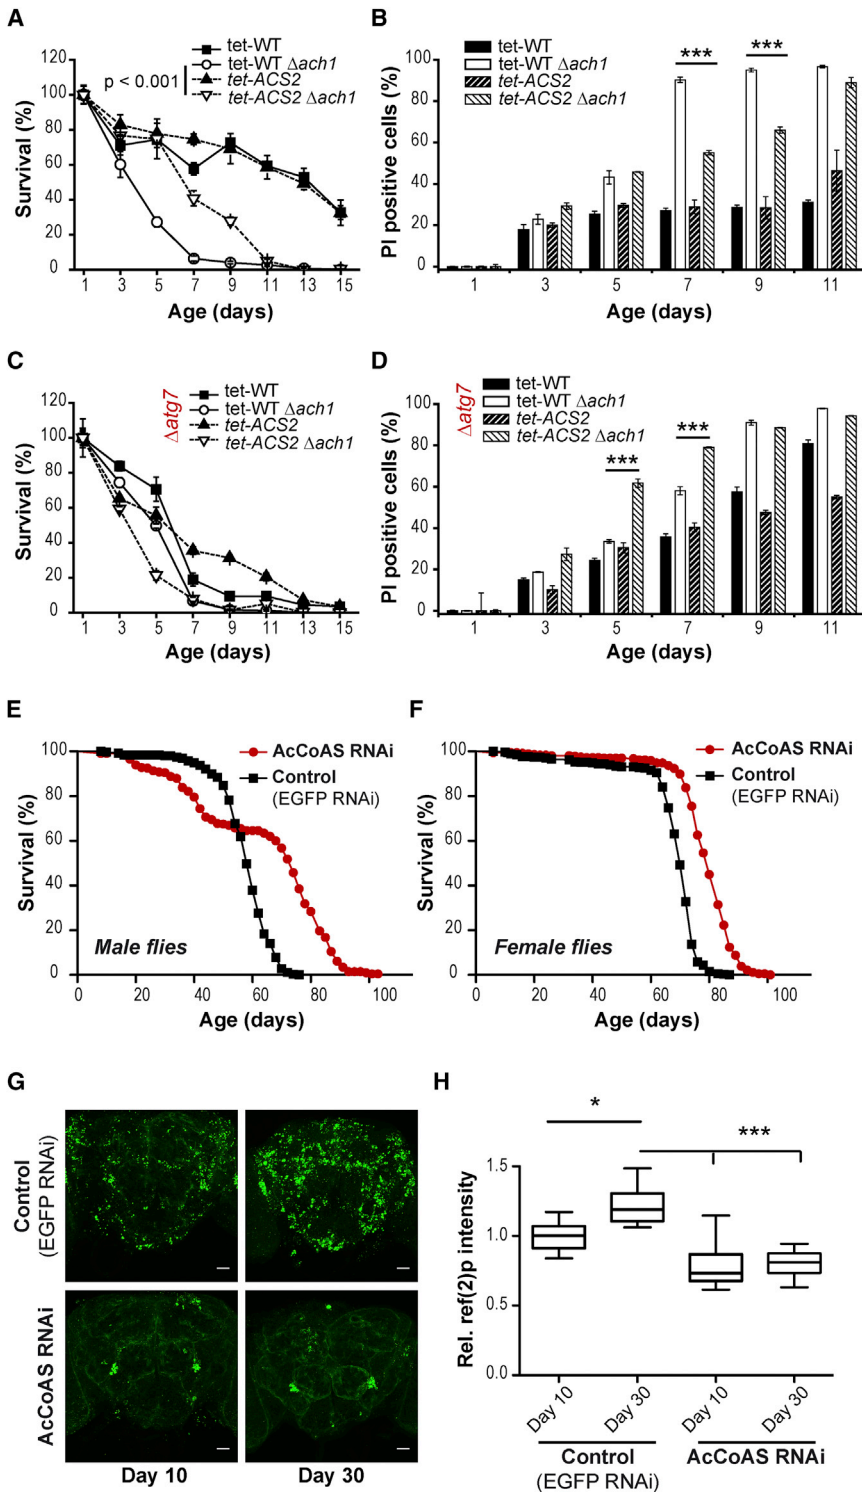 A
Survival (%)
120
100
80
60
40
20
0
p < 0.001
tet-WT
tet-WT Δach1
tet-ACS2
tet-ACS2 Δach1
1 3 5 7 9 11 13 15
Age (days)
B
PI positive cells (%)
100
80
60
40
20
0
tet-WT
tet-WT Δach1
tet-ACS2
tet-ACS2 Δach1
*** ***
1 3 5 7 9 11
Age (days)
C
Survival (%)
120
100
80
60
40
20
0
Δatg7
tet-WT
tet-WT Δach1
tet-ACS2
tet-ACS2 Δach1
1 3 5 7 9 11 13 15
Age (days)
D
PI positive cells (%)
100
80
60
40
20
0
Δatg7
tet-WT
tet-WT Δach1
tet-ACS2
tet-ACS2 Δach1
*** ***
1 3 5 7 9 11
Age (days)
E
Survival (%)
100
80
60
40
20
0
AcCoAS RNAi
Control
(EGFP RNAi)
Male flies
0 20 40 60 80 100
Age (days)
F
Survival (%)
100
80
60
40
20
0
AcCoAS RNAi
Control
(EGFP RNAi)
Female flies
0 20 40 60 80 100
Age (days)
G
Control
(EGFP RNAi)
AcCoAS RNAi
Day 10 Day 30
H
Rel. ref(2)p intensity
* ***
1.5
1.0
0.5
0.0
Day 10 Day 30 Day 10 Day 30
Control AcCoAS RNAi
(EGFP RNAi)